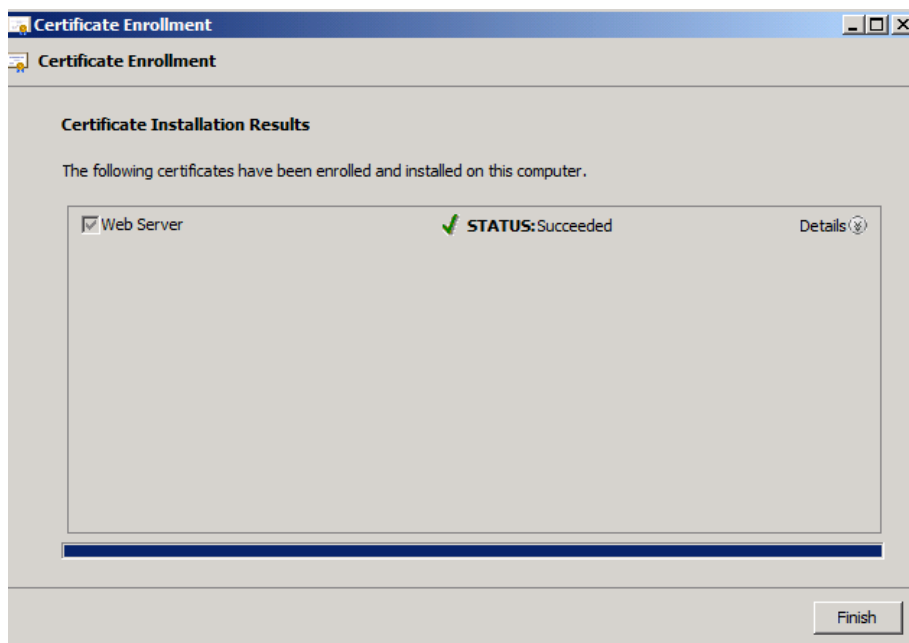 Certificate Enrollment
Certificate Enrollment
Certificate Installation Results
The following certificates have been enrolled and installed on this computer.
Web Server STATUS:Succeeded Details
Finish